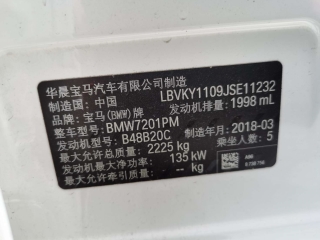 华晨宝马汽车有限公司制造
制造国：中国 LBVKY1109JSE11232
品牌：宝马(BMW)牌 发动机排量：1998 mL
整车型号：BMW7201PM
发动机型号：B48B20C 制造年月：2018-03
最大允许总质量：2225 kg 乘坐人数：5
发动机最大净功率：135 kW
最大允许牵引质量： kg